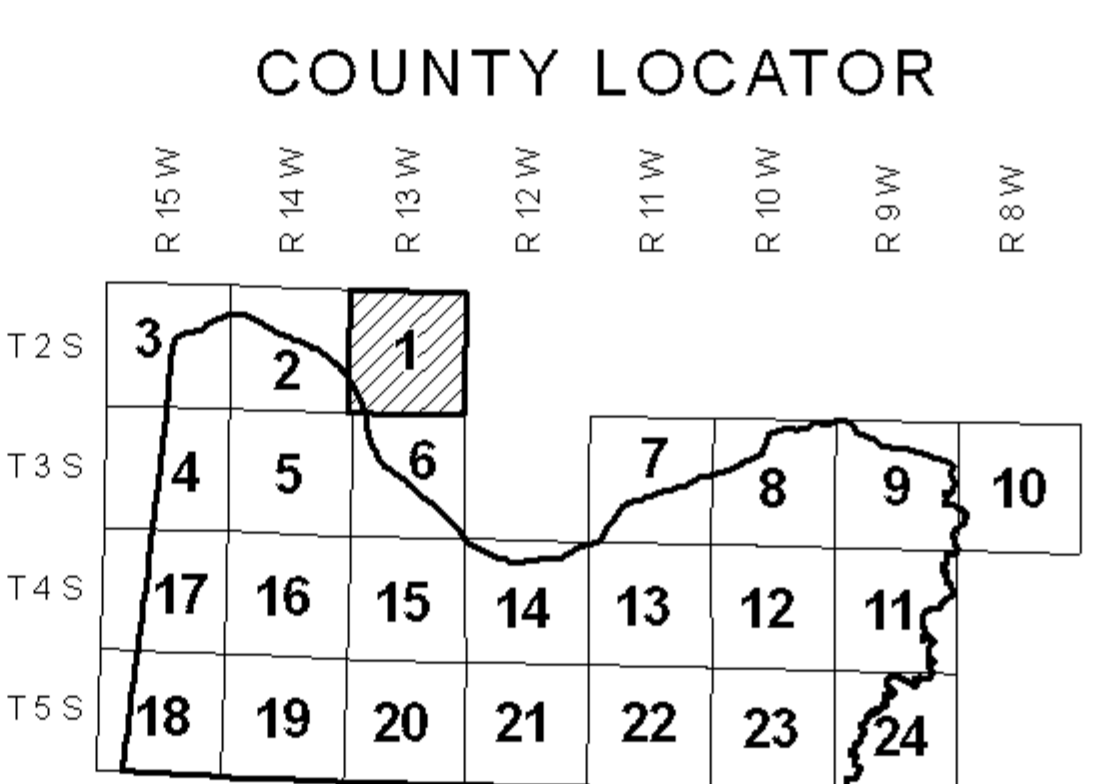 COUNTY LOCATOR
R 15 W R 14 W R 13 W R 12 W R 11 W R 10 W R 9 W R 8 W
T 2 S 3 2 1
T 3 S 4 5 6 7 8 9 10
T 4 S 17 16 15 14 13 12 11
T 5 S 18 19 20 21 22 23 24